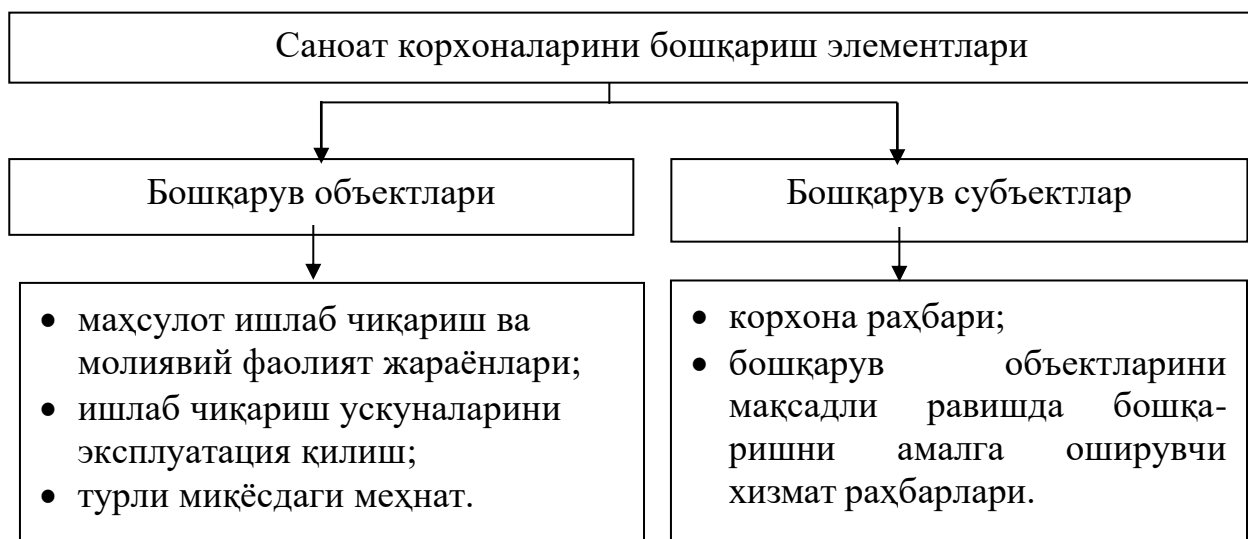 Саноат корхоналарини бошқариш элементлари
Бошқарув объектлари
Бошқарув субъектлар
• маҳсулот ишлаб чиқариш ва
молиявий фаолият жараёнлари;
• ишлаб чиқариш ускуналарини
эксплуатация қилиш;
• турли миқёсдаги меҳнат.
• корхона раҳбари;
• бошқарув объектларини
мақсадли равишда бошқа-
ришни амалга оширувчи
хизмат раҳбарлари.